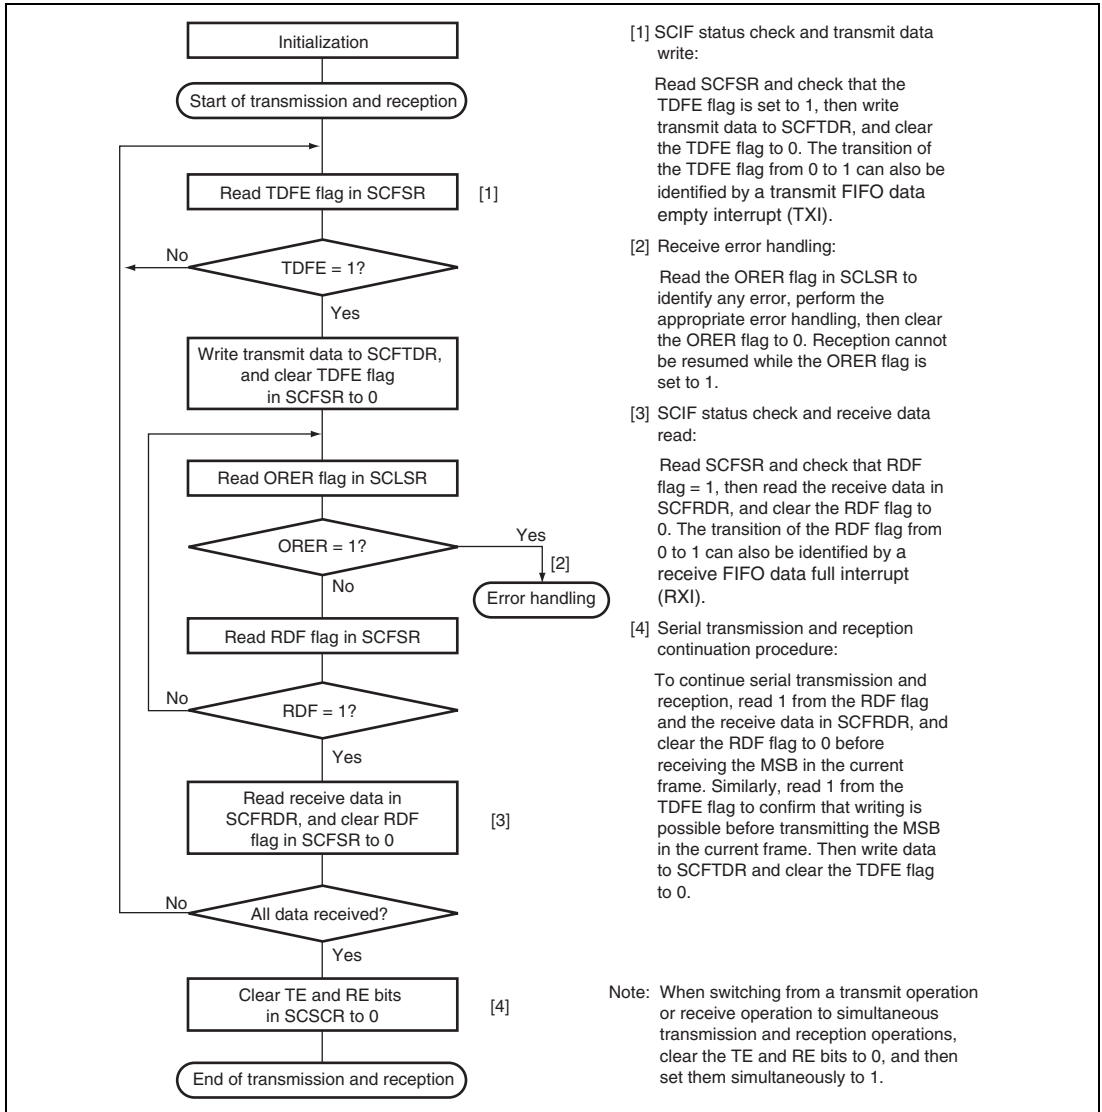 Initialization
Start of transmission and reception
Read TDFE flag in SCFSR
[1]
No
TDFE = 1?
Yes
Write transmit data to SCFTDR,
and clear TDFE flag
in SCFSR to 0
Read ORER flag in SCLSR
ORER = 1?
Yes
[2]
Error handling
No
Read RDF flag in SCFSR
No
RDF = 1?
Yes
Read receive data in
SCFRDR, and clear RDF
flag in SCFSR to 0
[3]
No
All data received?
Yes
Clear TE and RE bits
in SCSCR to 0
[4]
End of transmission and reception
[1] SCIF status check and transmit data
write:
Read SCFSR and check that the
TDFE flag is set to 1, then write
transmit data to SCFTDR, and clear
the TDFE flag to 0. The transition of
the TDFE flag from 0 to 1 can also be
identified by a transmit FIFO data
empty interrupt (TXI).
[2] Receive error handling:
Read the ORER flag in SCLSR to
identify any error, perform the
appropriate error handling, then clear
the ORER flag to 0. Reception cannot
be resumed while the ORER flag is
set to 1.
[3] SCIF status check and receive data
read:
Read SCFSR and check that RDF
flag = 1, then read the receive data in
SCFRDR, and clear the RDF flag to
0. The transition of the RDF flag from
0 to 1 can also be identified by a
receive FIFO data full interrupt
(RXI).
[4] Serial transmission and reception
continuation procedure:
To continue serial transmission and
reception, read 1 from the RDF flag
and the receive data in SCFRDR, and
clear the RDF flag to 0 before
receiving the MSB in the current
frame. Similarly, read 1 from the
TDFE flag to confirm that writing is
possible before transmitting the MSB
in the current frame. Then write data
to SCFTDR and clear the TDFE flag
to 0.
Note: When switching from a transmit operation
or receive operation to simultaneous
transmission and reception operations,
clear the TE and RE bits to 0, and then
set them simultaneously to 1.